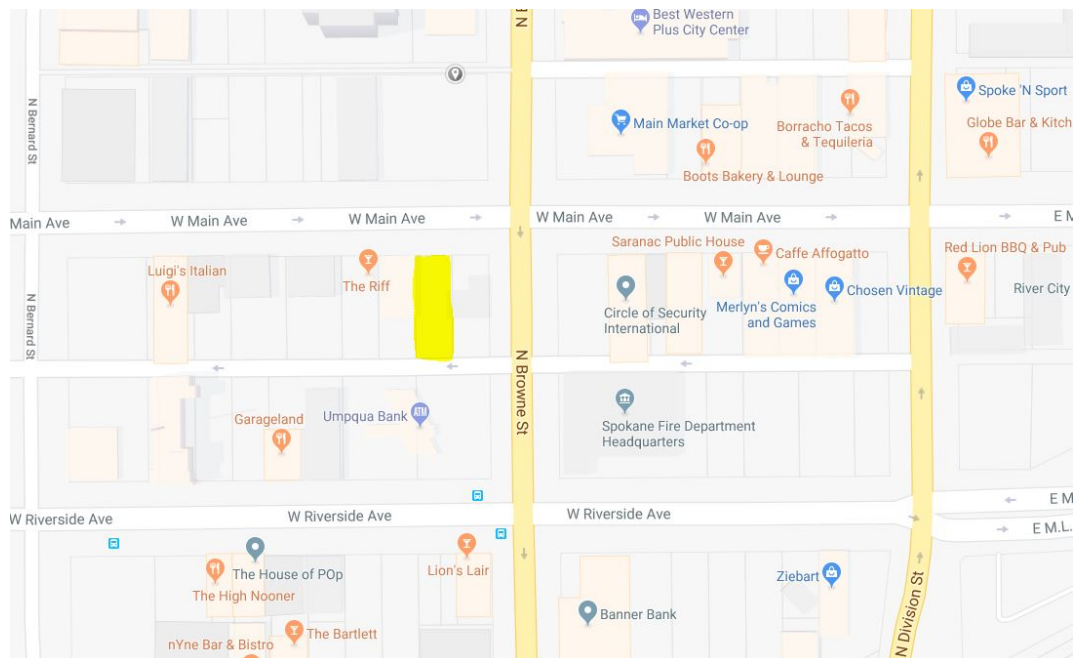 N B
Best Western
Plus City Center
N Bernard St
Main Market Co-op
Boots Bakery & Lounge
Borracho Tacos
& Tequileria
Spoke 'N Sport
Globe Bar & Kitch
Main Ave
W Main Ave
W Main Ave
W Main Ave
W Main Ave
E M
Luigi's Italian
The Riff
Saranac Public House
Caffe Affogatto
Red Lion BBQ & Pub
N Bernard St
Circle of Security
International
Merlyn's Comics
and Games
Chosen Vintage
River City
N Browne St
Garageland
Umpqua Bank
ATM
Spokane Fire Department
Headquarters
W Riverside Ave
W Riverside Ave
W Riverside Ave
E M
E M.L.
The House of POp
The High Nooner
Lion's Lair
Ziebart
Banner Bank
N Division St
The Bartlett
nYne Bar & Bistro